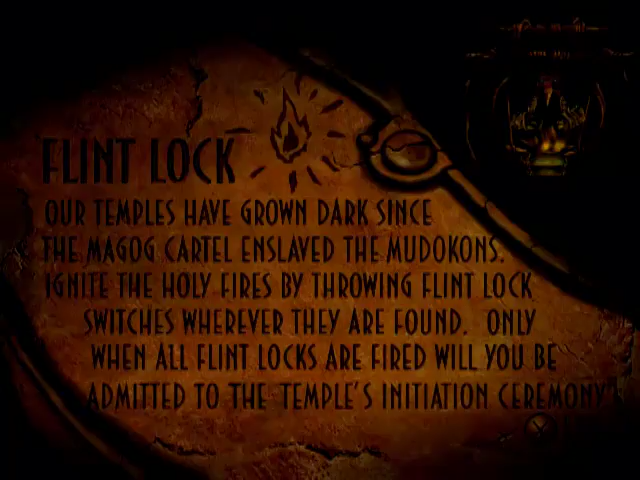 FLINT LOCK
OUR TEMPLES HAVE GROWN DARK SINCE
THE MAGOG CARTEL ENSLAVED THE MUDOKONS.
IGNITE THE HOLY FIRES BY THROWING FLINT LOCK
SWITCHES WHEREVER THEY ARE FOUND. ONLY
WHEN ALL FLINT LOCKS ARE FIRED WILL YOU BE
ADMITTED TO THE TEMPLE'S INITIATION CEREMONY.